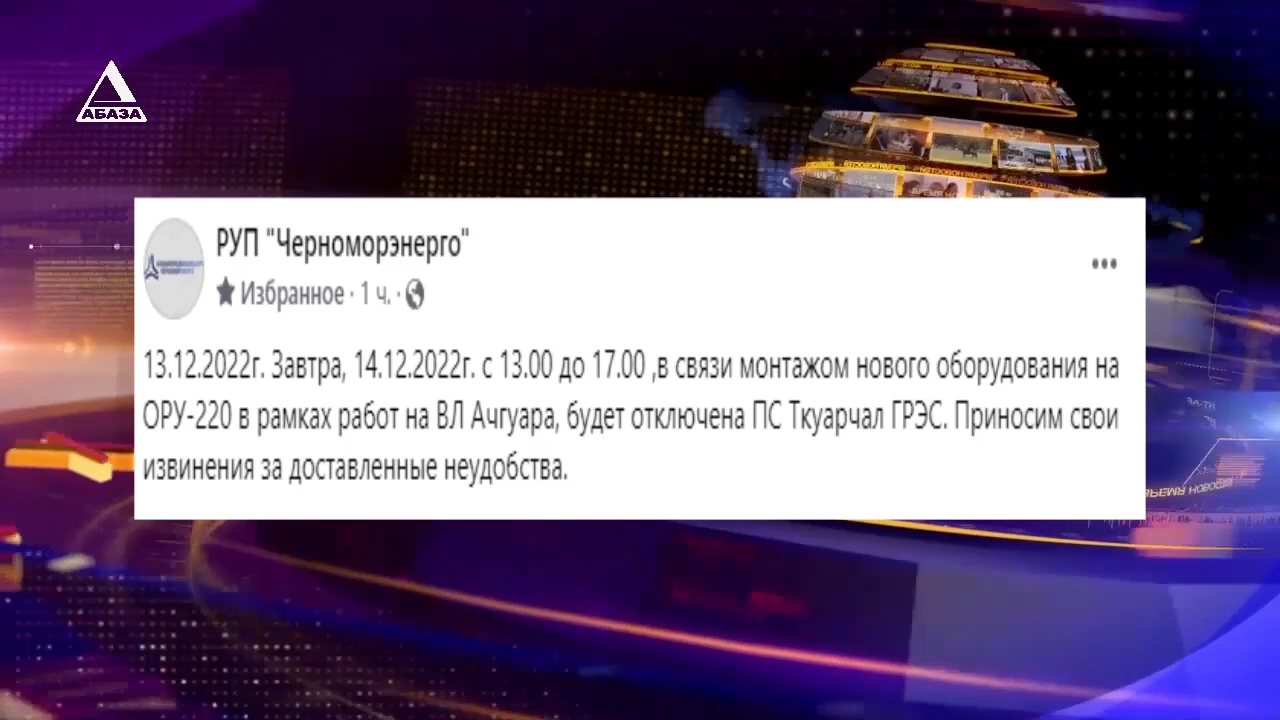 АБАЗА
РУП "Черноморэнерго"
Избранное · 1 ч. ·
13.12.2022г. Завтра, 14.12.2022г. с 13.00 до 17.00 ,в связи монтажом нового оборудования на
ОРУ-220 в рамках работ на ВЛ Ачгуара, будет отключена ПС Ткуарчал ГРЭС. Приносим свои
извинения за доставленные неудобства.